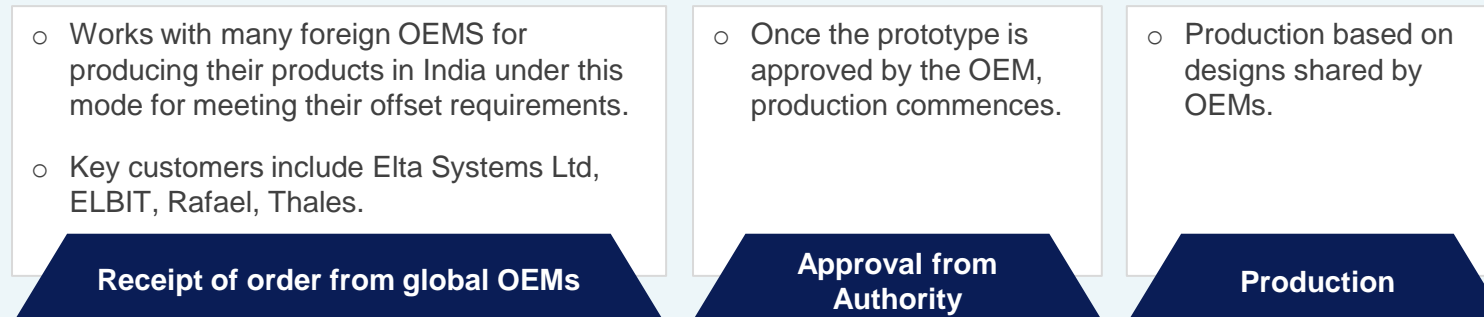 ○ Works with many foreign OEMS for
producing their products in India under this
mode for meeting their offset requirements.
○ Key customers include Elta Systems Ltd,
ELBIT, Rafael, Thales.
Receipt of order from global OEMs
○ Once the prototype is
approved by the OEM,
production commences.
Approval from
Authority
○ Production based on
designs shared by
OEMs.
Production